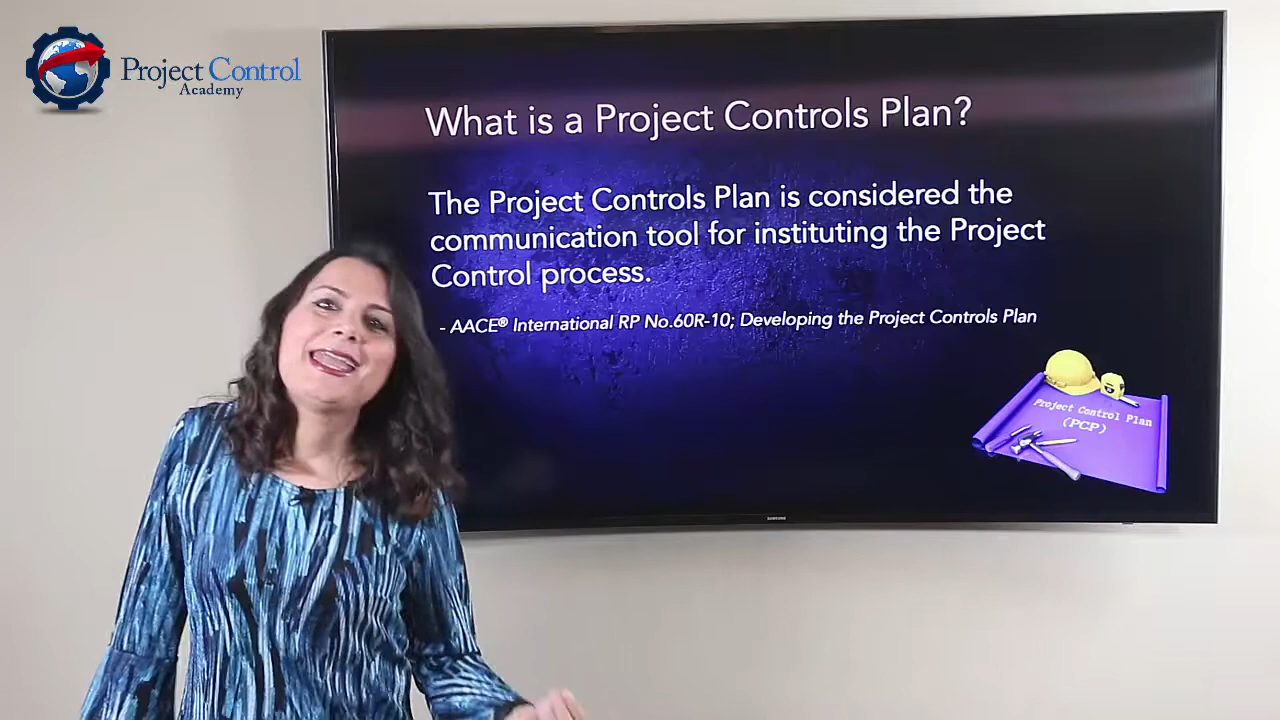 Project Control
Academy
What is a Project Controls Plan?
The Project Controls Plan is considered the
communication tool for instituting the Project
Control process.
- AACE® International RP No.60R-10; Developing the Project Controls Plan
Project Control Plan
(PCP)
SAMSUNG